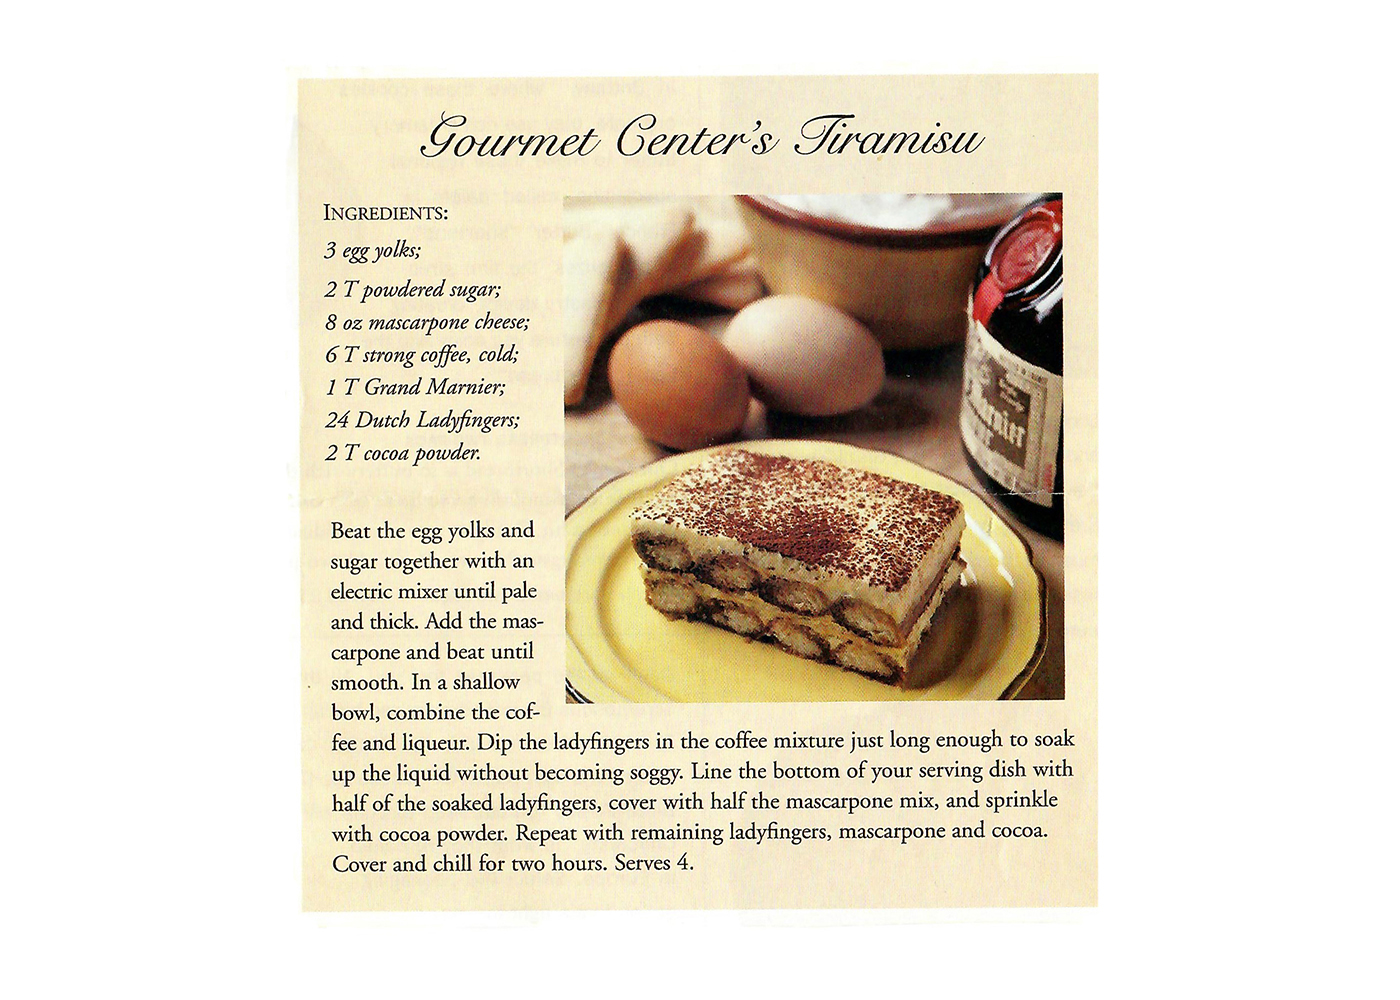 Gourmet Center's Tiramisu
INGREDIENTS:
3 egg yolks;
2 T powdered sugar;
8 oz mascarpone cheese;
6 T strong coffee, cold;
1 T Grand Marnier;
24 Dutch Ladyfingers;
2 T cocoa powder.
Beat the egg yolks and
sugar together with an
electric mixer until pale
and thick. Add the mas-
carpone and beat until
smooth. In a shallow
bowl, combine the cof-
fee and liqueur. Dip the ladyfingers in the coffee mixture just long enough to soak
up the liquid without becoming soggy. Line the bottom of your serving dish with
half of the soaked ladyfingers, cover with half the mascarpone mix, and sprinkle
with cocoa powder. Repeat with remaining ladyfingers, mascarpone and cocoa.
Cover and chill for two hours. Serves 4.
Marnier